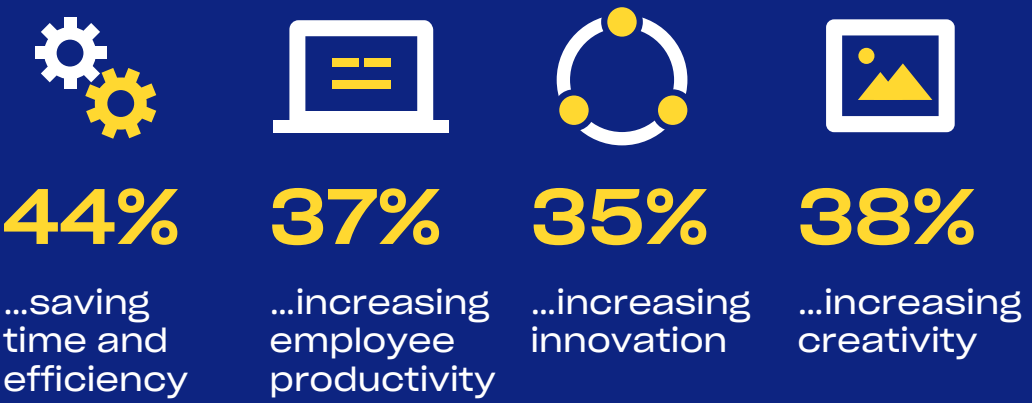 44%
...saving
time and
efficiency
37%
...increasing
employee
productivity
35%
...increasing
innovation
38%
...increasing
creativity